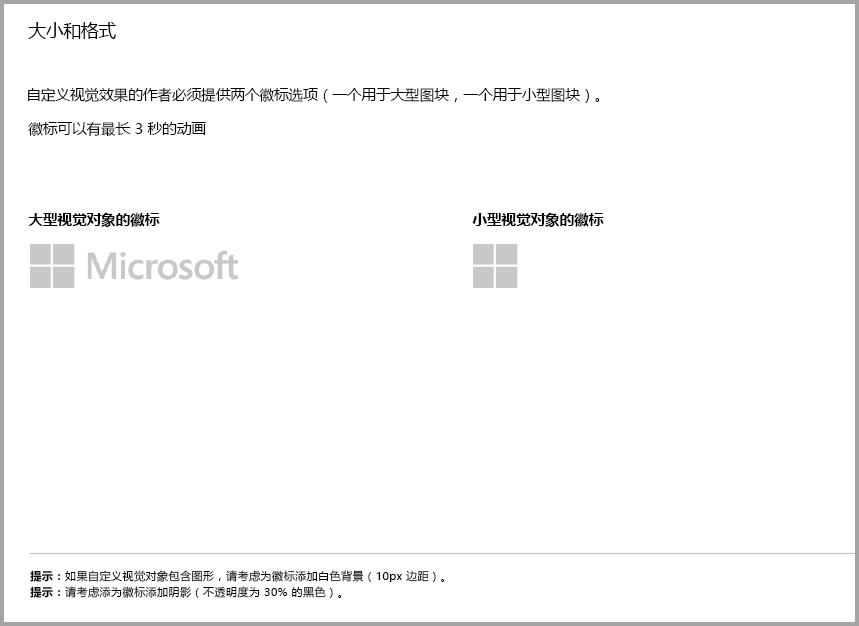 大小和格式
自定义视觉效果的作者必须提供两个徽标选项（一个用于大型图块，一个用于小型图块）。
徽标可以有最长 3 秒的动画
大型视觉对象的徽标
小型视觉对象的徽标
Microsoft
提示：如果自定义视觉对象包含图形，请考虑为徽标添加白色背景（10px 边距）。
提示：请考虑添为徽标添加阴影（不透明度为 30% 的黑色）。